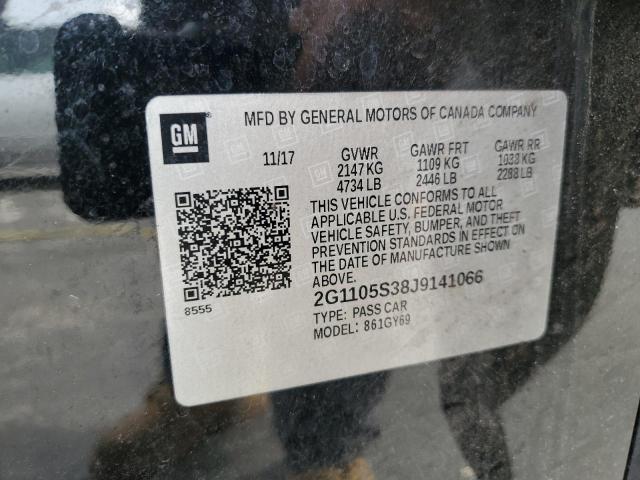 GM
MFD BY GENERAL MOTORS OF CANADA COMPANY
11/17 GVWR GAWR FRT GAWR RR
2147 KG 1109 KG 1038 KG
4734 LB 2446 LB 2288 LB
THIS VEHICLE CONFORMS TO ALL
APPLICABLE U.S. FEDERAL MOTOR
VEHICLE SAFETY, BUMPER, AND THEFT
PREVENTION STANDARDS IN EFFECT ON
THE DATE OF MANUFACTURE SHOWN
ABOVE.
2G1105S38J9141066
TYPE: PASS CAR
MODEL: 861GY69
8555